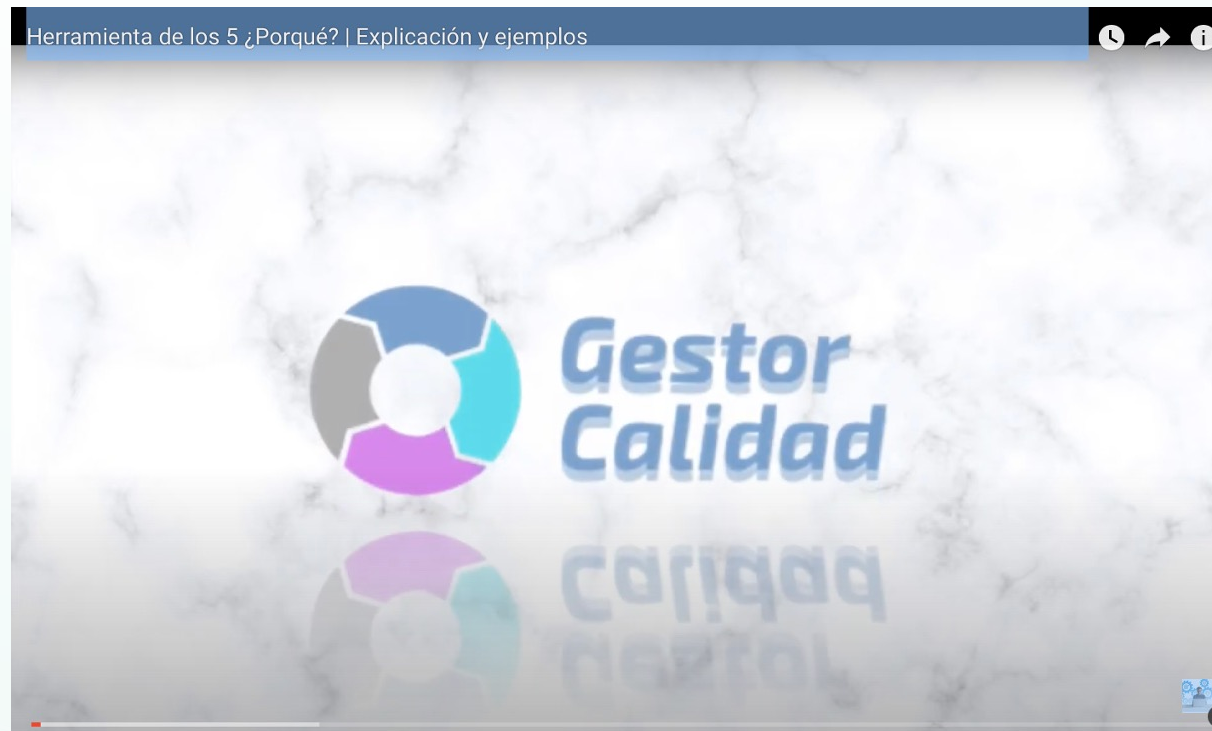 Herramienta de los 5 ¿Porqué? | Explicación y ejemplos
Gestor
Calidad